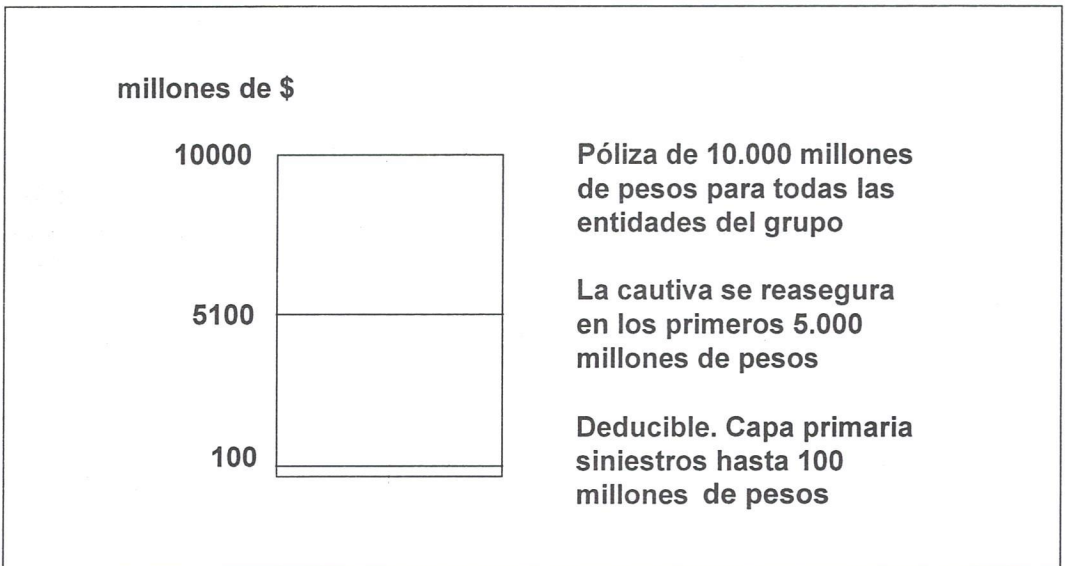 millones de $
10000
Póliza de 10.000 millones
de pesos para todas las
entidades del grupo
5100
La cautiva se reasegura
en los primeros 5.000
millones de pesos
100
Deducible. Capa primaria
siniestros hasta 100
millones de pesos